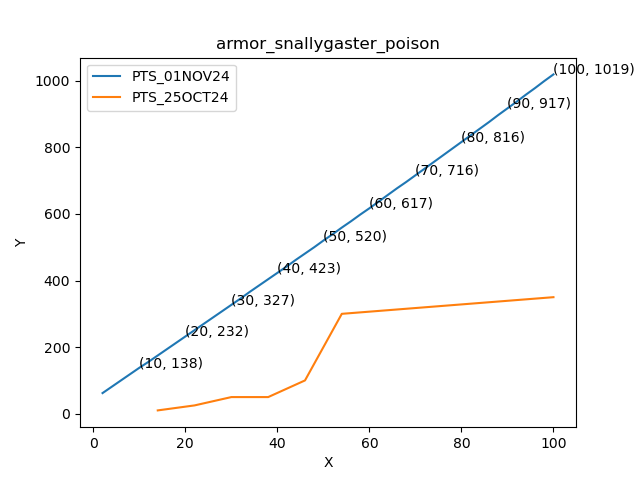 armor_snallygaster_poison
PTS_01NOV24
PTS_25OCT24
(100, 1019)
(90, 917)
(80, 816)
(70, 716)
(60, 617)
(50, 520)
(40, 423)
(30, 327)
(20, 232)
(10, 138)
Y
1000
800
600
400
200
0
0 20 40 60 80 100
X